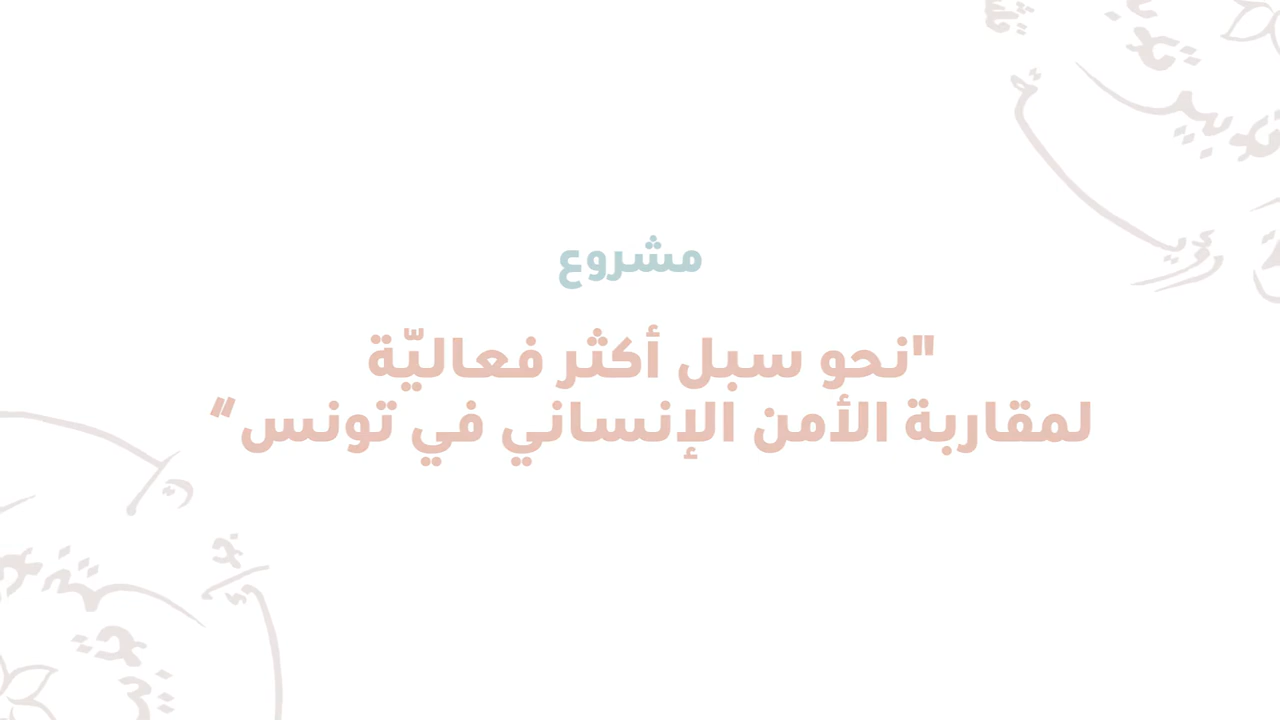 مشروع
"نحو سبل أكثر فعاليّة
لمقاربة الأمن الإنساني في تونس"